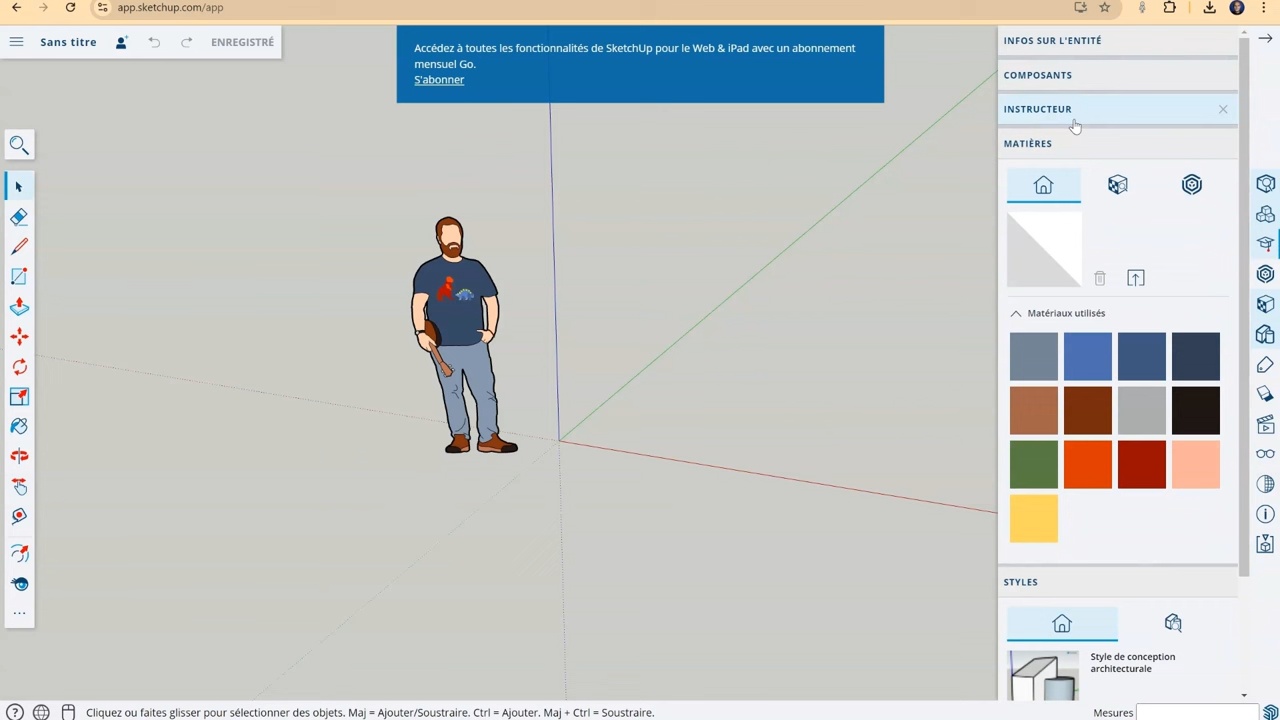 app.sketchup.com/app
Sans titre
ENREGISTRÉ
Accédez à toutes les fonctionnalités de SketchUp pour le Web & iPad avec un abonnement
mensuel Go.
S'abonner
INFOS SUR L'ENTITÉ
COMPOSANTS
INSTRUCTEUR
MATIÈRES
Matériaux utilisés
STYLES
Style de conception
architecturale
Cliquez ou faites glisser pour sélectionner des objets. Maj = Ajouter/Soustraire. Ctrl = Ajouter. Maj + Ctrl = Soustraire.
Mesures